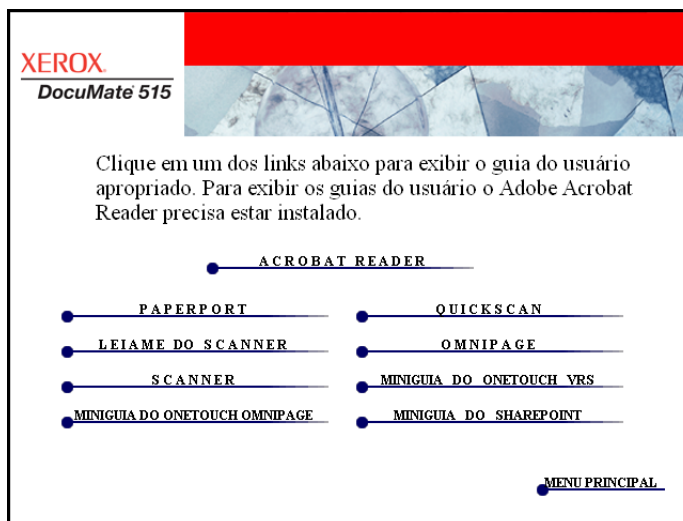 XEROX
DocuMate 515
Clique em um dos links abaixo para exibir o guia do usuário
apropriado. Para exibir os guias do usuário o Adobe Acrobat
Reader precisa estar instalado.
ACROBAT READER
PAPERPORT
QUICKSCAN
LEIAME DO SCANNER
OMNIPAGE
SCANNER
MINIGUIA DO ONETOUCH VRS
MINIGUIA DO ONETOUCH OMNIPAGE
MINIGUIA DO SHAREPOINT
MENU PRINCIPAL